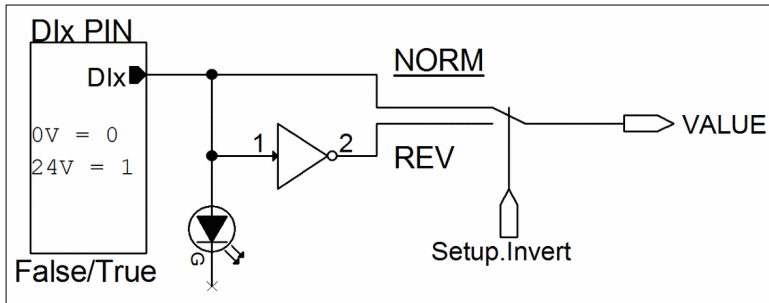 DIx PIN
DIx
0V = 0
24V = 1
False/True
G
1
2
NORM
REV
VALUE
Setup.Invert